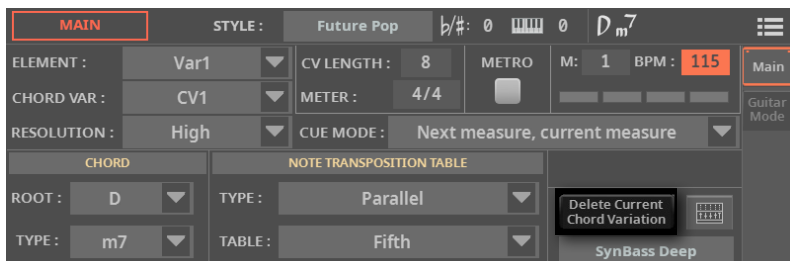 MAIN STYLE : Future Pop ♭/♯: 0 0 Dm7
ELEMENT : Var1 CV LENGTH : 8 METRO M: 1 BPM : 115 Main
CHORD VAR : CV1 METER : 4/4 Guitar
Mode
RESOLUTION : High CUE MODE : Next measure, current measure
CHORD NOTE TRANSPOSITION TABLE
ROOT : D TYPE : Parallel Delete Current
Chord Variation
TYPE : m7 TABLE : Fifth SynBass Deep